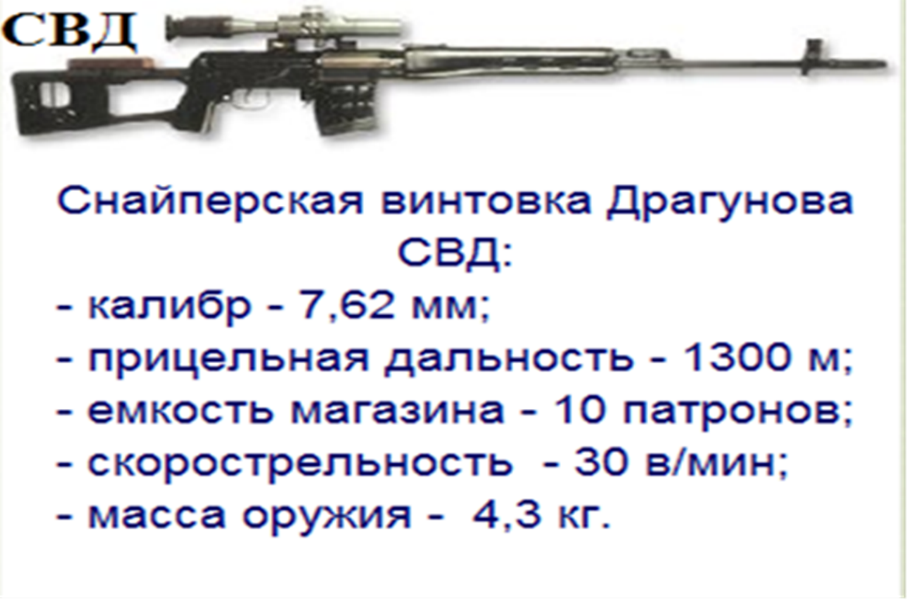 СВД
Снайперская винтовка Драгунова
СВД:
- калибр - 7,62 мм;
- прицельная дальность - 1300 м;
- емкость магазина - 10 патронов;
- скорострельность - 30 в/мин;
- масса оружия - 4,3 кг.